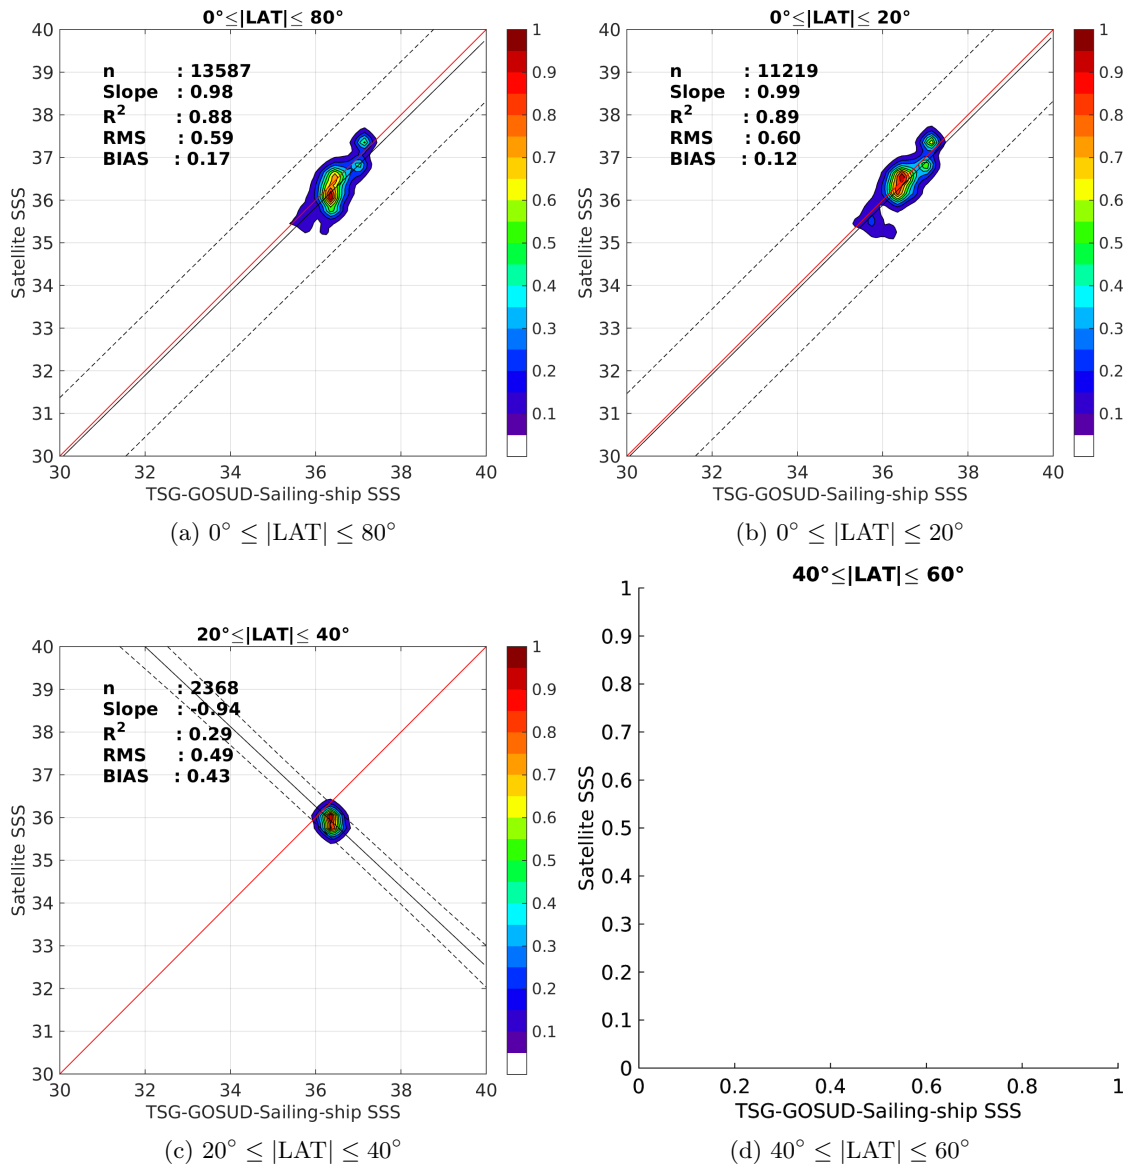 0°≤|LAT|≤ 80°
n : 13587
Slope : 0.98
R² : 0.88
RMS : 0.59
BIAS : 0.17
40
39
38
37
36
35
34
33
32
31
30
30 32 34 36 38 40
Satellite SSS
TSG-GOSUD-Sailing-ship SSS
1
0.9
0.8
0.7
0.6
0.5
0.4
0.3
0.2
0.1
(a) 0° ≤ |LAT| ≤ 80°
0°≤|LAT|≤ 20°
n : 11219
Slope : 0.99
R² : 0.89
RMS : 0.60
BIAS : 0.12
40
39
38
37
36
35
34
33
32
31
30
30 32 34 36 38 40
Satellite SSS
TSG-GOSUD-Sailing-ship SSS
1
0.9
0.8
0.7
0.6
0.5
0.4
0.3
0.2
0.1
(b) 0° ≤ |LAT| ≤ 20°
20°≤|LAT|≤ 40°
n : 2368
Slope : -0.94
R² : 0.29
RMS : 0.49
BIAS : 0.43
40
39
38
37
36
35
34
33
32
31
30
30 32 34 36 38 40
Satellite SSS
TSG-GOSUD-Sailing-ship SSS
1
0.9
0.8
0.7
0.6
0.5
0.4
0.3
0.2
0.1
(c) 20° ≤ |LAT| ≤ 40°
40°≤|LAT|≤ 60°
1
0.9
0.8
0.7
0.6
0.5
0.4
0.3
0.2
0.1
0
0 0.2 0.4 0.6 0.8 1
Satellite SSS
TSG-GOSUD-Sailing-ship SSS
(d) 40° ≤ |LAT| ≤ 60°